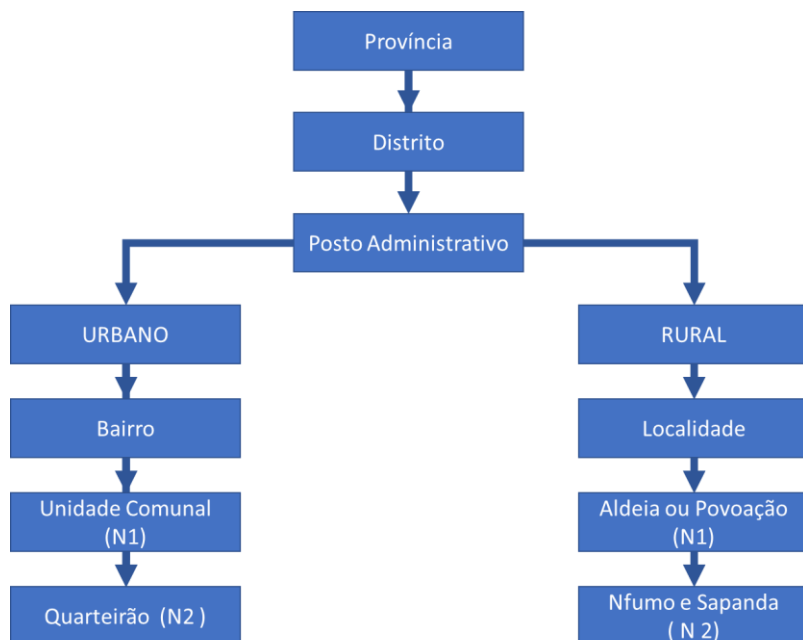 Província
Distrito
Posto Administrativo
URBANO
RURAL
Bairro
Localidade
Unidade Comunal
(N1)
Aldeia ou Povoação
(N1)
Quarteirão (N2 )
Nfumo e Sapanda
( N 2)